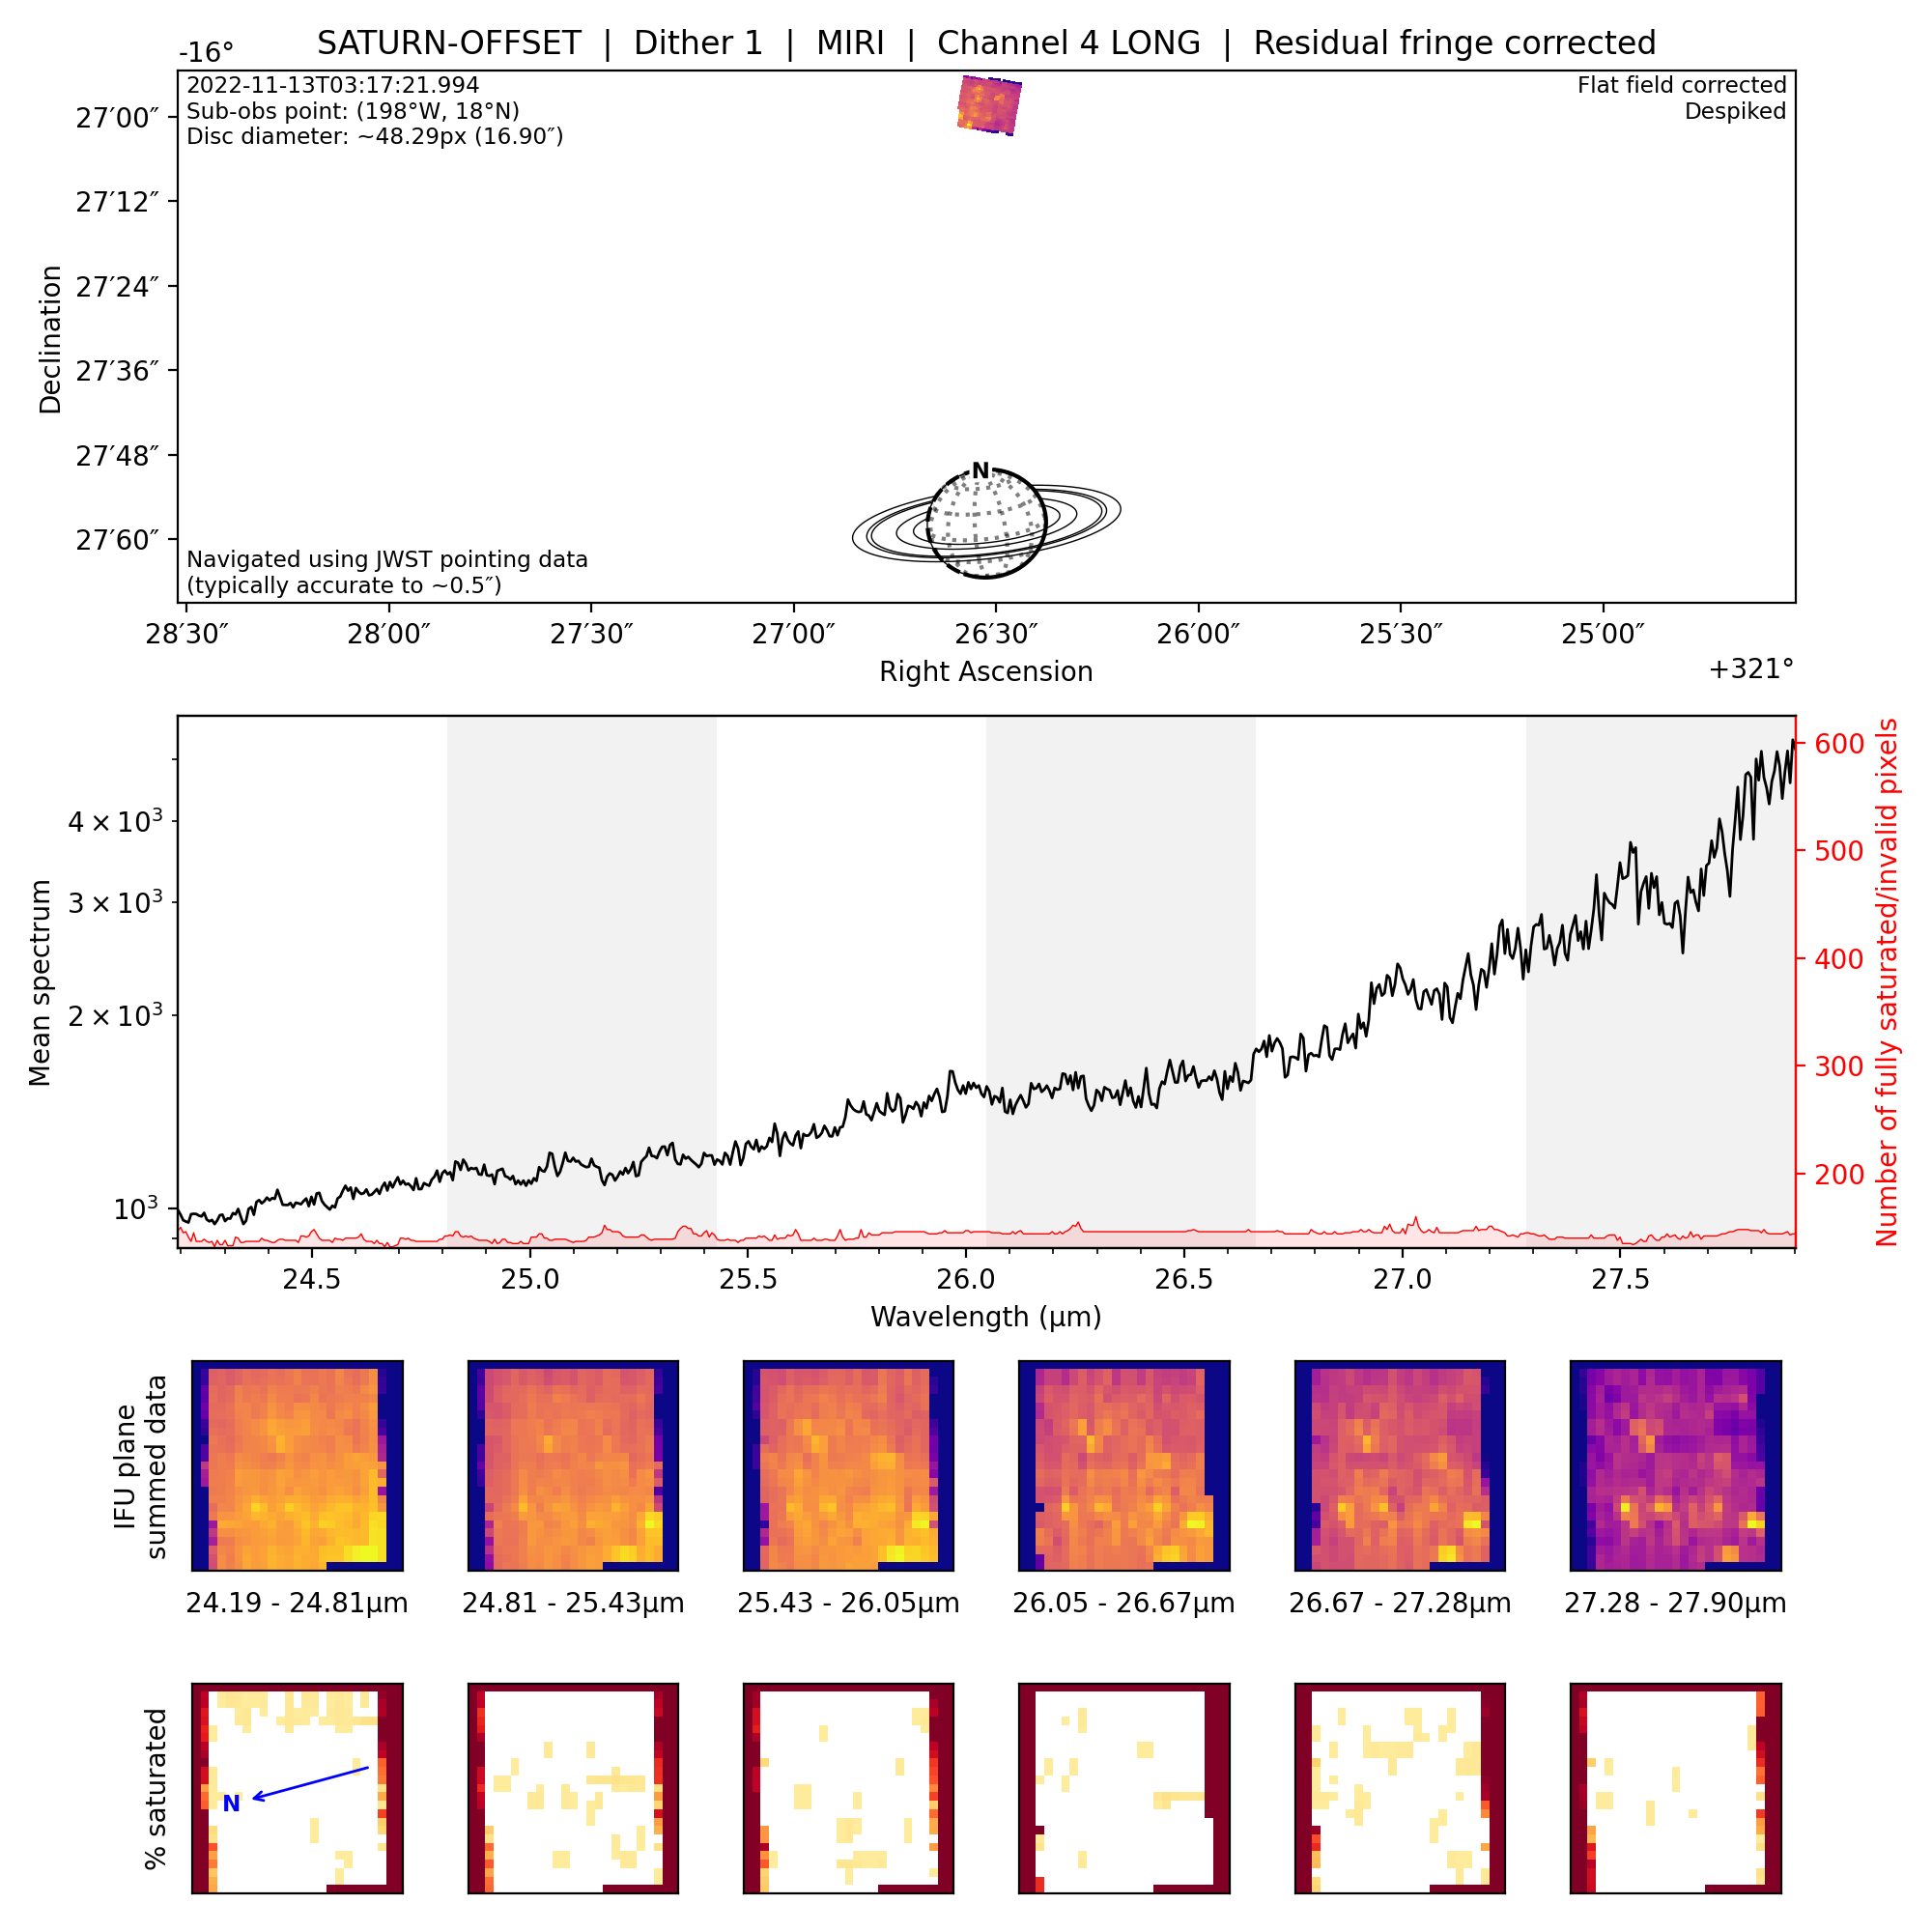 SATURN-OFFSET | Dither 1 | MIRI | Channel 4 LONG | Residual fringe corrected
-16°
2022-11-13T03:17:21.994
Sub-obs point: (198°W, 18°N)
Disc diameter: ~48.29px (16.90″)
Flat field corrected
Despiked
27′00″
27′12″
27′24″
27′36″
27′48″
27′60″
Declination
N
Navigated using JWST pointing data
(typically accurate to ~0.5″)
28′30″ 28′00″ 27′30″ 27′00″ 26′30″ 26′00″ 25′30″ 25′00″
Right Ascension
+321°
4 × 10³
3 × 10³
2 × 10³
10³
Mean spectrum
600
500
400
300
200
Number of fully saturated/invalid pixels
24.5 25.0 25.5 26.0 26.5 27.0 27.5
Wavelength (µm)
IFU plane
summed data
24.19 - 24.81µm 24.81 - 25.43µm 25.43 - 26.05µm 26.05 - 26.67µm 26.67 - 27.28µm 27.28 - 27.90µm
% saturated
N